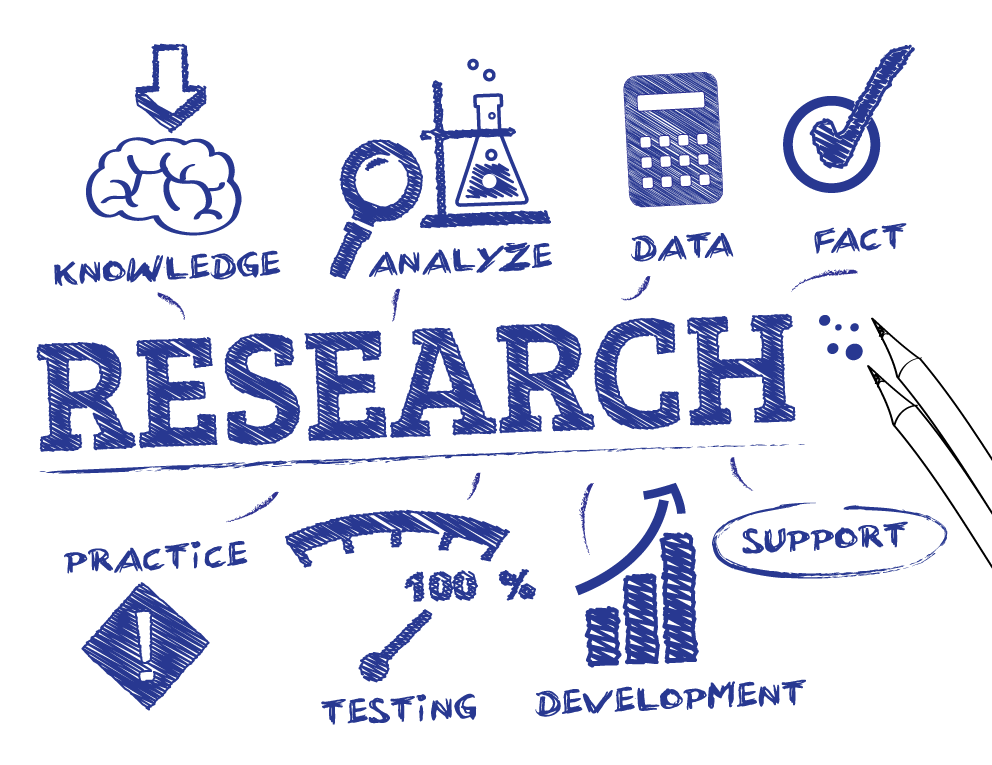 KNOWLEDGE
ANALYZE
DATA
FACT
RESEARCH
PRACTiCE
!
100 %
TESTiNG
DEVELOPMENT
SUPPORT